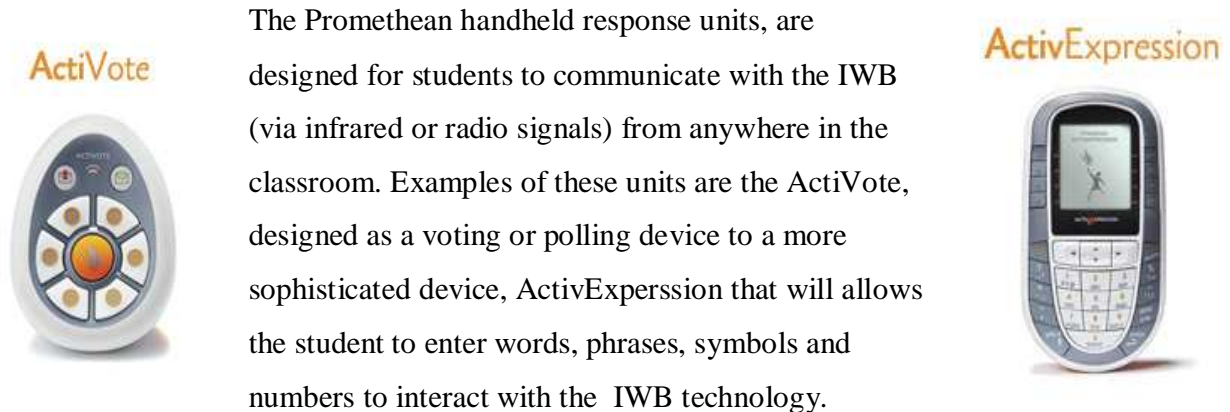 ActiVote
ACTIVOTE
The Promethean handheld response units, are
designed for students to communicate with the IWB
(via infrared or radio signals) from anywhere in the
classroom. Examples of these units are the ActiVote,
designed as a voting or polling device to a more
sophisticated device, ActivExperssion that will allows
the student to enter words, phrases, symbols and
numbers to interact with the  IWB technology.
ActivExpression